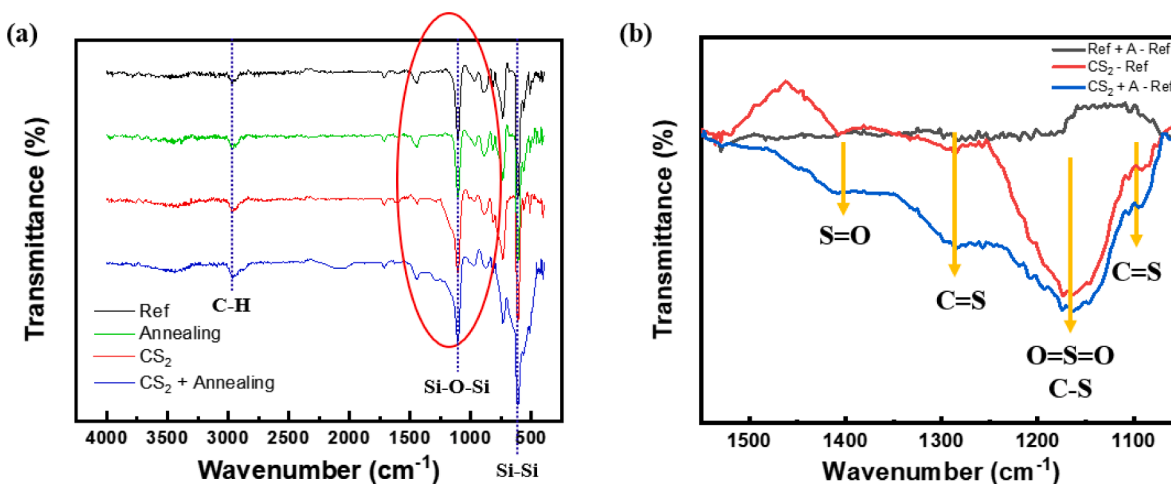 (a)
Transmittance (%)
C-H
Ref
Annealing
CS₂
CS₂ + Annealing
Si-O-Si
4000 3500 3000 2500 2000 1500 1000 500
Wavenumber (cm⁻¹)
Si-Si
(b)
Transmittance (%)
Ref + A - Ref
CS₂ - Ref
CS₂ + A - Ref
S=O
C=S
C=S
O=S=O
C-S
1500 1400 1300 1200 1100
Wavenumber (cm⁻¹)